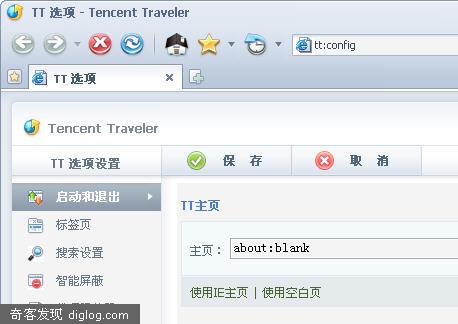 TT 选项 - Tencent Traveler
tt:config
TT 选项
Tencent Traveler
TT 选项设置
保 存
取 消
启动和退出
TT主页
标签页
主页：
about:blank
搜索设置
智能屏蔽
使用IE主页 | 使用空白页
奇客发现 diglog.com